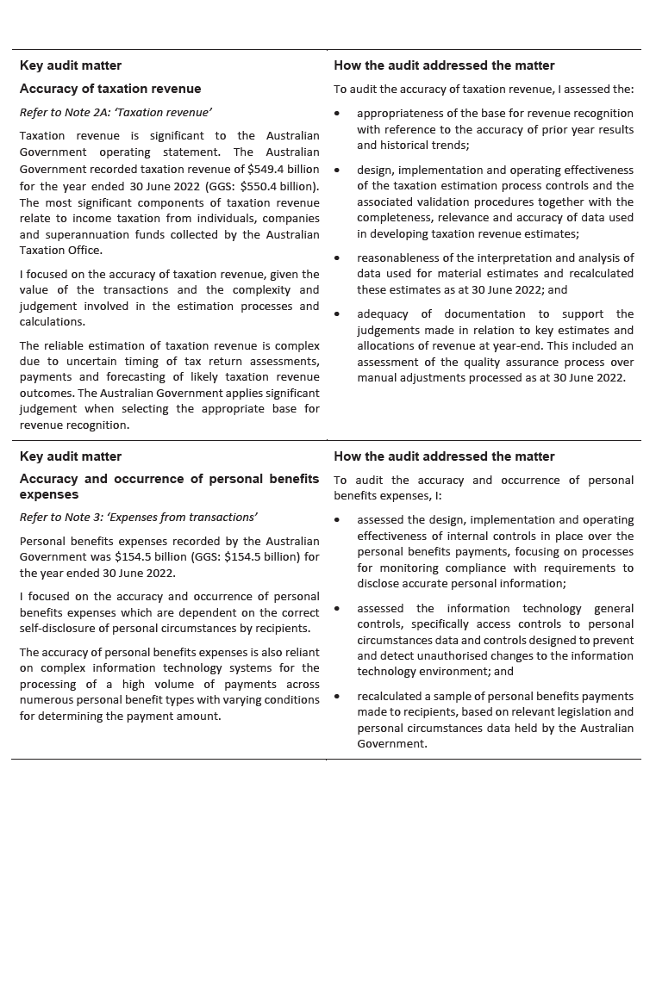 Key audit matter
Accuracy of taxation revenue
Refer to Note 2A: ‘Taxation revenue’
Taxation revenue is significant to the Australian
Government operating statement. The Australian
Government recorded taxation revenue of $549.4 billion
for the year ended 30 June 2022 (GGS: $550.4 billion).
The most significant components of taxation revenue
relate to income taxation from individuals, companies
and superannuation funds collected by the Australian
Taxation Office.
I focused on the accuracy of taxation revenue, given the
value of the transactions and the complexity and
judgement involved in the estimation processes and
calculations.
The reliable estimation of taxation revenue is complex
due to uncertain timing of tax return assessments,
payments and forecasting of likely taxation revenue
outcomes. The Australian Government applies significant
judgement when selecting the appropriate base for
revenue recognition.
How the audit addressed the matter
To audit the accuracy of taxation revenue, I assessed the:
• appropriateness of the base for revenue recognition
with reference to the accuracy of prior year results
and historical trends;
• design, implementation and operating effectiveness
of the taxation estimation process controls and the
associated validation procedures together with the
completeness, relevance and accuracy of data used
in developing taxation revenue estimates;
• reasonableness of the interpretation and analysis of
data used for material estimates and recalculated
these estimates as at 30 June 2022; and
• adequacy of documentation to support the
judgements made in relation to key estimates and
allocations of revenue at year-end. This included an
assessment of the quality assurance process over
manual adjustments processed as at 30 June 2022.
Key audit matter
Accuracy and occurrence of personal benefits
expenses
Refer to Note 3: ‘Expenses from transactions’
Personal benefits expenses recorded by the Australian
Government was $154.5 billion (GGS: $154.5 billion) for
the year ended 30 June 2022.
I focused on the accuracy and occurrence of personal
benefits expenses which are dependent on the correct
self-disclosure of personal circumstances by recipients.
The accuracy of personal benefits expenses is also reliant
on complex information technology systems for the
processing of a high volume of payments across
numerous personal benefit types with varying conditions
for determining the payment amount.
How the audit addressed the matter
To audit the accuracy and occurrence of personal
benefits expenses, I:
• assessed the design, implementation and operating
effectiveness of internal controls in place over the
personal benefits payments, focusing on processes
for monitoring compliance with requirements to
disclose accurate personal information;
• assessed the information technology general
controls, specifically access controls to personal
circumstances data and controls designed to prevent
and detect unauthorised changes to the information
technology environment; and
• recalculated a sample of personal benefits payments
made to recipients, based on relevant legislation and
personal circumstances data held by the Australian
Government.